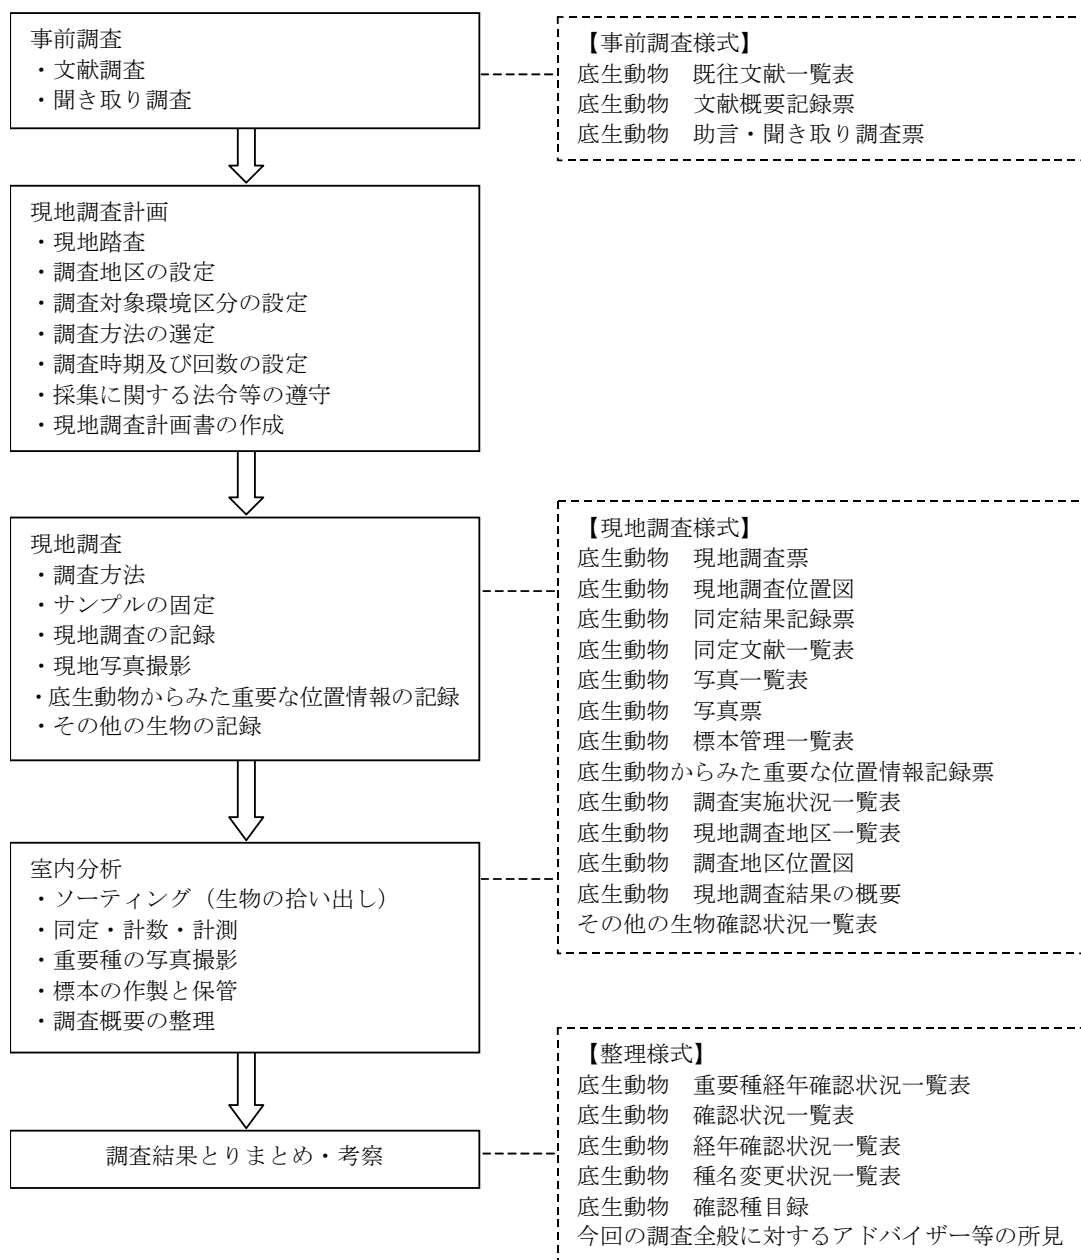 事前調査
・文献調査
・聞き取り調査
【事前調査様式】
底生動物　既往文献一覧表
底生動物　文献概要記録票
底生動物　助言・聞き取り調査票
現地調査計画
・現地踏査
・調査地区の設定
・調査対象環境区分の設定
・調査方法の選定
・調査時期及び回数の設定
・採集に関する法令等の遵守
・現地調査計画書の作成
現地調査
・調査方法
・サンプルの固定
・現地調査の記録
・現地写真撮影
・底生動物からみた重要な位置情報の記録
・その他の生物の記録
【現地調査様式】
底生動物　現地調査票
底生動物　現地調査位置図
底生動物　同定結果記録票
底生動物　同定文献一覧表
底生動物　写真一覧表
底生動物　写真票
底生動物　標本管理一覧表
底生動物からみた重要な位置情報記録票
底生動物　調査実施状況一覧表
底生動物　現地調査地区一覧表
底生動物　調査地区位置図
底生動物　現地調査結果の概要
その他の生物確認状況一覧表
室内分析
・ソーティング（生物の拾い出し）
・同定・計数・計測
・重要種の写真撮影
・標本の作製と保管
・調査概要の整理
調査結果とりまとめ・考察
【整理様式】
底生動物　重要種経年確認状況一覧表
底生動物　確認状況一覧表
底生動物　経年確認状況一覧表
底生動物　種名変更状況一覧表
底生動物　確認種目録
今回の調査全般に対するアドバイザー等の所見